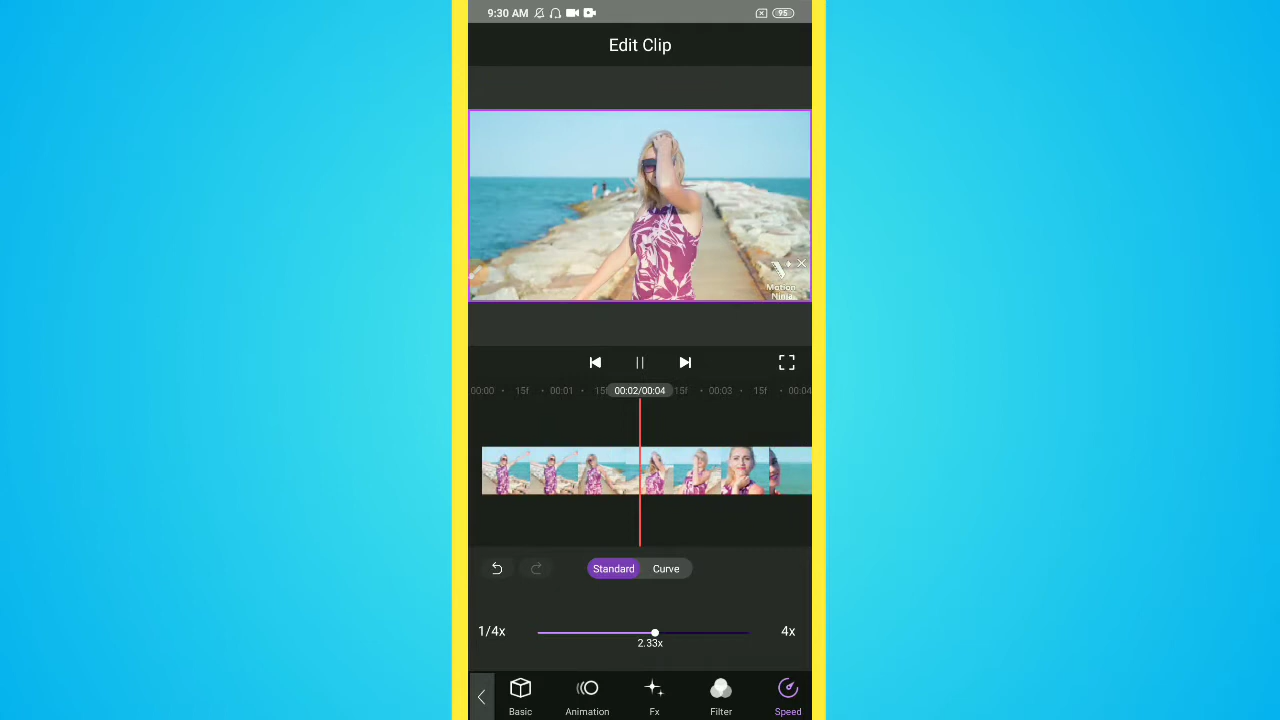 9:30 AM
95
Edit Clip
Motion
Ninja
00:00 15f 00:01 15f 00:02/00:04 15f 00:03 15f 00:04
Standard Curve
1/4x 4x
2.33x
Basic Animation Fx Filter Speed